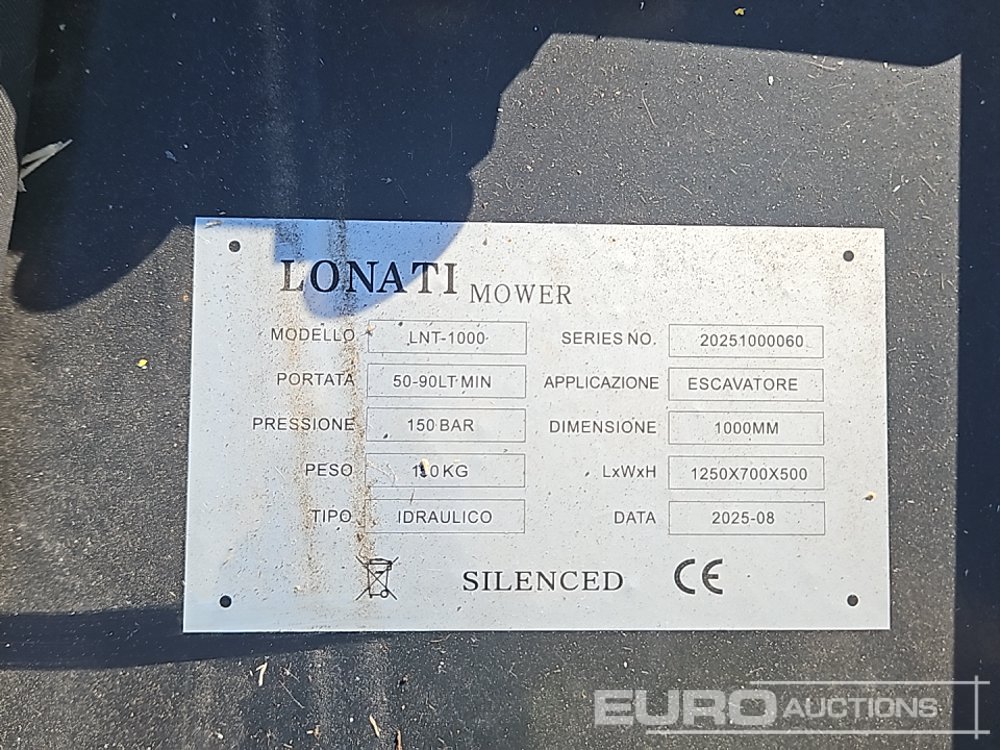 LONATI MOWER
MODELLO LNT-1000 SERIES NO. 20251000060
PORTATA 50-90LT MIN APPLICAZIONE ESCAVATORE
PRESSIONE 150 BAR DIMENSIONE 1000MM
PESO KG LxWxH 1250X700X500
TIPO IDRAULICO DATA 2025-08
SILENCED CE
EURO AUCTIONS